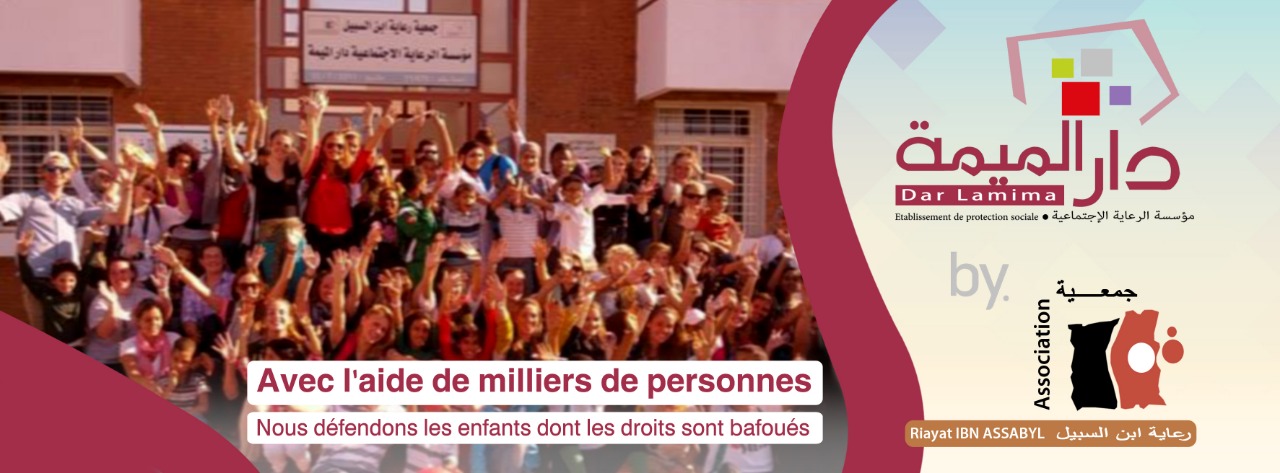 جمعية رعاية ابن السبيل
مؤسسة الرعاية الاجتماعية دار الميمة
Avec l'aide de milliers de personnes
Nous défendons les enfants dont les droits sont bafoués
دار الميمة
Dar Lamima
Etablissement de protection sociale • مؤسسة الرعاية الإجتماعية
by.
جمعـــية
Association
Riayat IBN ASSABYL رعاية ابن السبيل